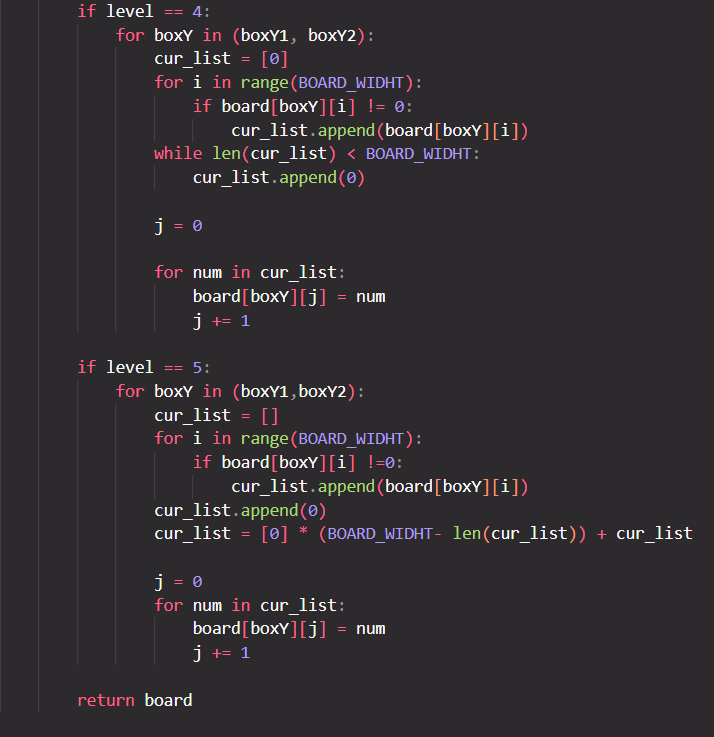 if level == 4:
for boxY in (boxY1, boxY2):
cur_list = [0]
for i in range(BOARD_WIDHT):
if board[boxY][i] != 0:
cur_list.append(board[boxY][i])
while len(cur_list) < BOARD_WIDHT:
cur_list.append(0)
j = 0
for num in cur_list:
board[boxY][j] = num
j += 1
if level == 5:
for boxY in (boxY1,boxY2):
cur_list = []
for i in range(BOARD_WIDHT):
if board[boxY][i] !=0:
cur_list.append(board[boxY][i])
cur_list.append(0)
cur_list = [0] * (BOARD_WIDHT- len(cur_list)) + cur_list
j = 0
for num in cur_list:
board[boxY][j] = num
j += 1
return board